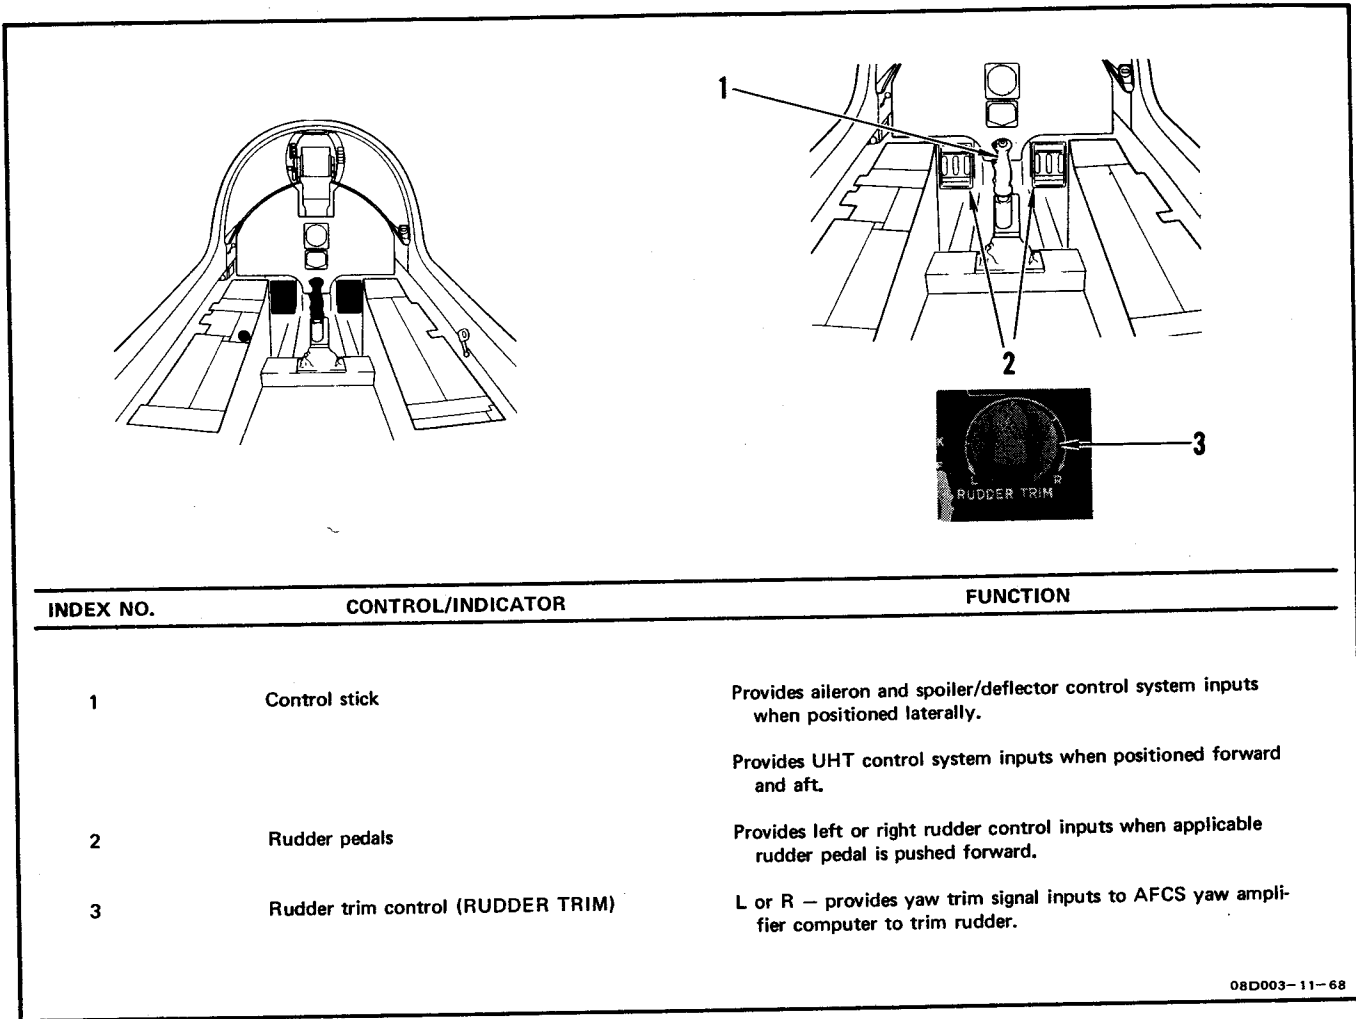 1
2
3
L R
RUDDER TRIM
INDEX NO. CONTROL/INDICATOR FUNCTION
1 Control stick Provides aileron and spoiler/deflector control system inputs
when positioned laterally.
Provides UHT control system inputs when positioned forward
and aft.
2 Rudder pedals Provides left or right rudder control inputs when applicable
rudder pedal is pushed forward.
3 Rudder trim control (RUDDER TRIM) L or R — provides yaw trim signal inputs to AFCS yaw ampli-
fier computer to trim rudder.
08D003-11-68